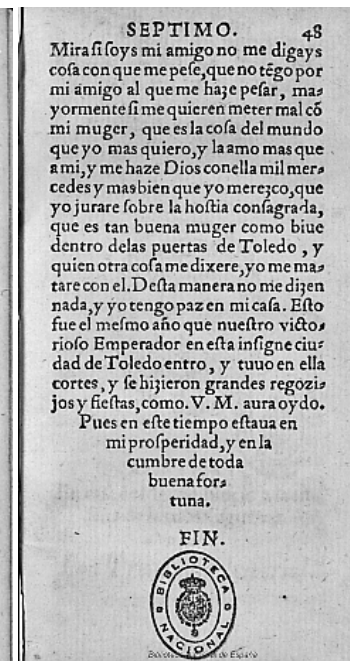 SEPTIMO. 48
Mira si soys mi amigo no me digays
cosa con que me pese, que no tẽgo por
mi amigo al que me haze pesar, ma-
yormente si me quieren meter mal cõ
mi muger, que es la cosa del mundo
que yo mas quiero, y la amo mas que
a mi, y me haze Dios conella mil mer-
cedes y mas bien que yo merezco, que
yo jurare sobre la hostia consagrada,
que es tan buena muger como biue
dentro delas puertas de Toledo, y
quien otra cosa me dixere, yo me ma-
tare con el. Desta manera no me dizen
nada, y yo tengo paz en mi casa. Esto
fue el mesmo año que nuestro victo-
rioso Emperador en esta insigne ciu-
dad de Toledo entro, y tuuo en ella
cortes, y se hizieron grandes regozi-
jos y fiestas, como. V. M. aura oydo.
Pues en este tiempo estaua en
mi prosperidad, y en la
cumbre de toda
buena for-
tuna.
FIN.
BIBLIOTECA NACIONAL
Biblioteca Nacional de España